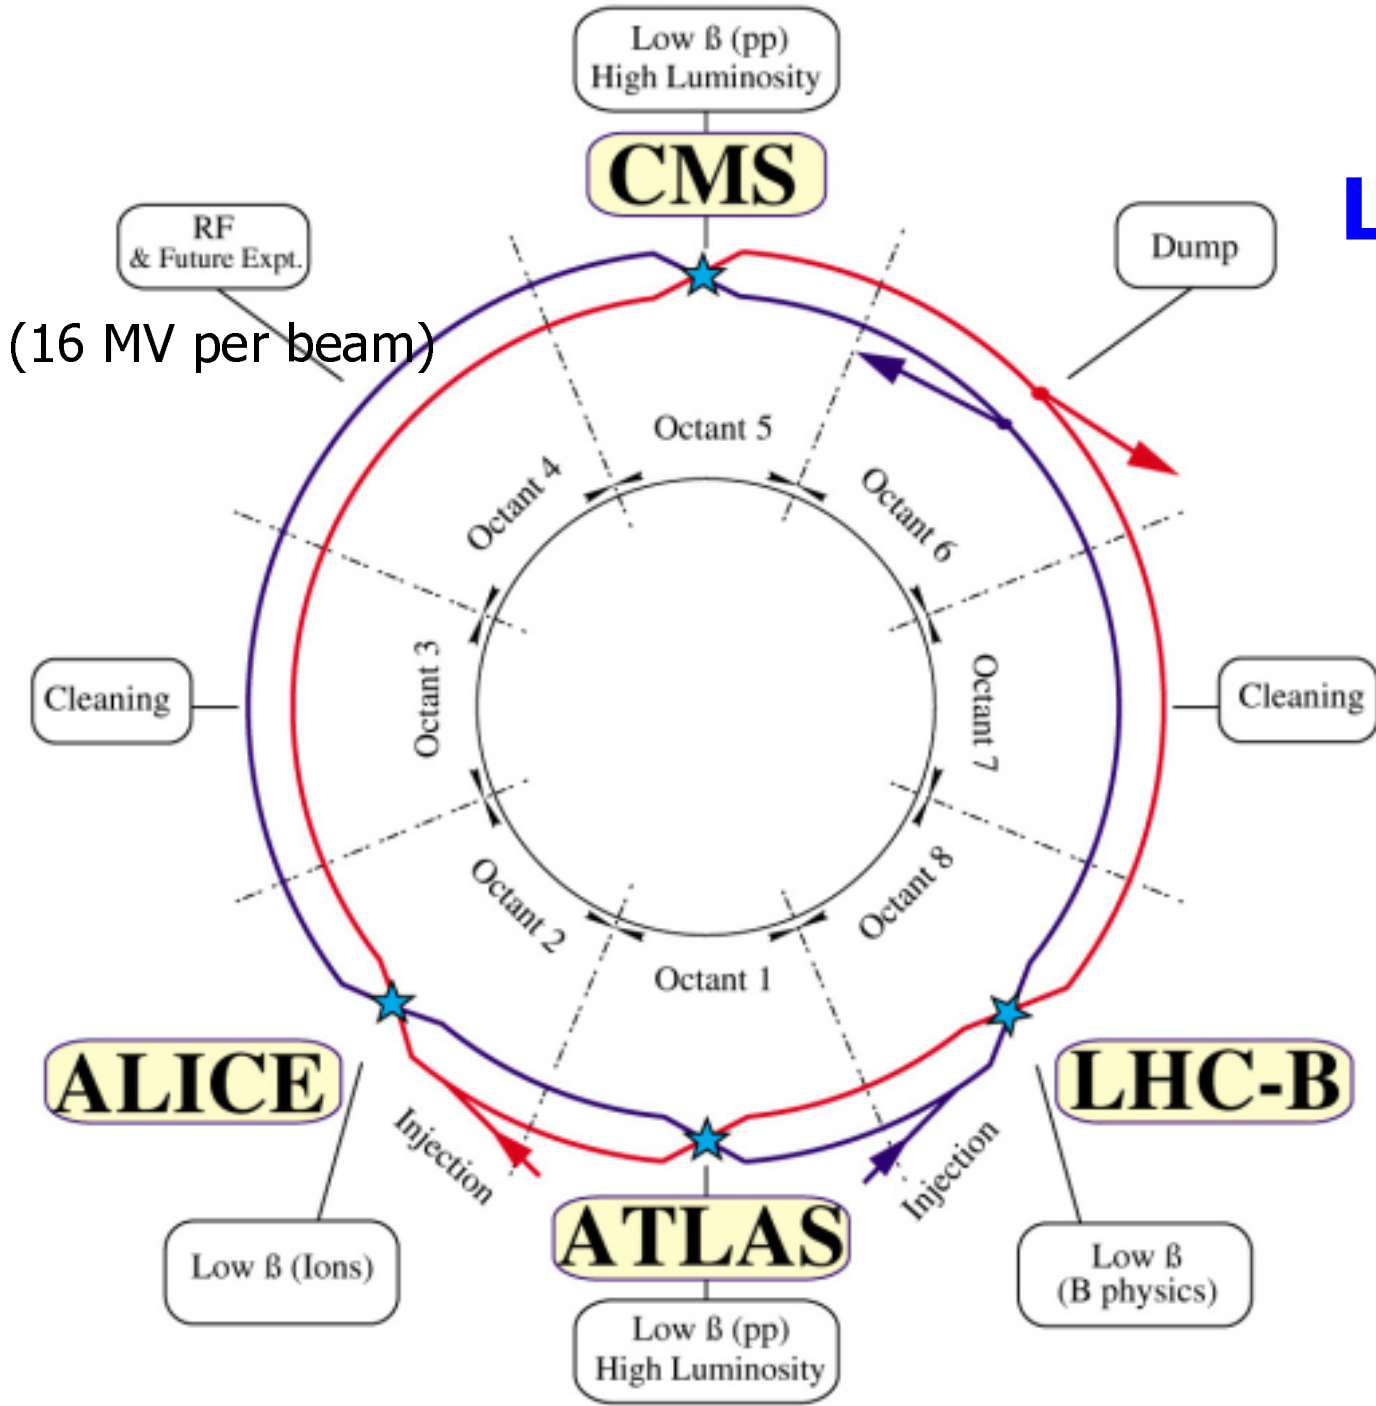 Low ß (pp)
High Luminosity
CMS
L
RF
& Future Expt.
Dump
(16 MV per beam)
Octant 5
Octant 4
Octant 6
Octant 3
Octant 7
Cleaning
Cleaning
Octant 2
Octant 8
Octant 1
ALICE
LHC-B
Injection
Injection
ATLAS
Low ß (Ions)
Low ß
(B physics)
Low ß (pp)
High Luminosity